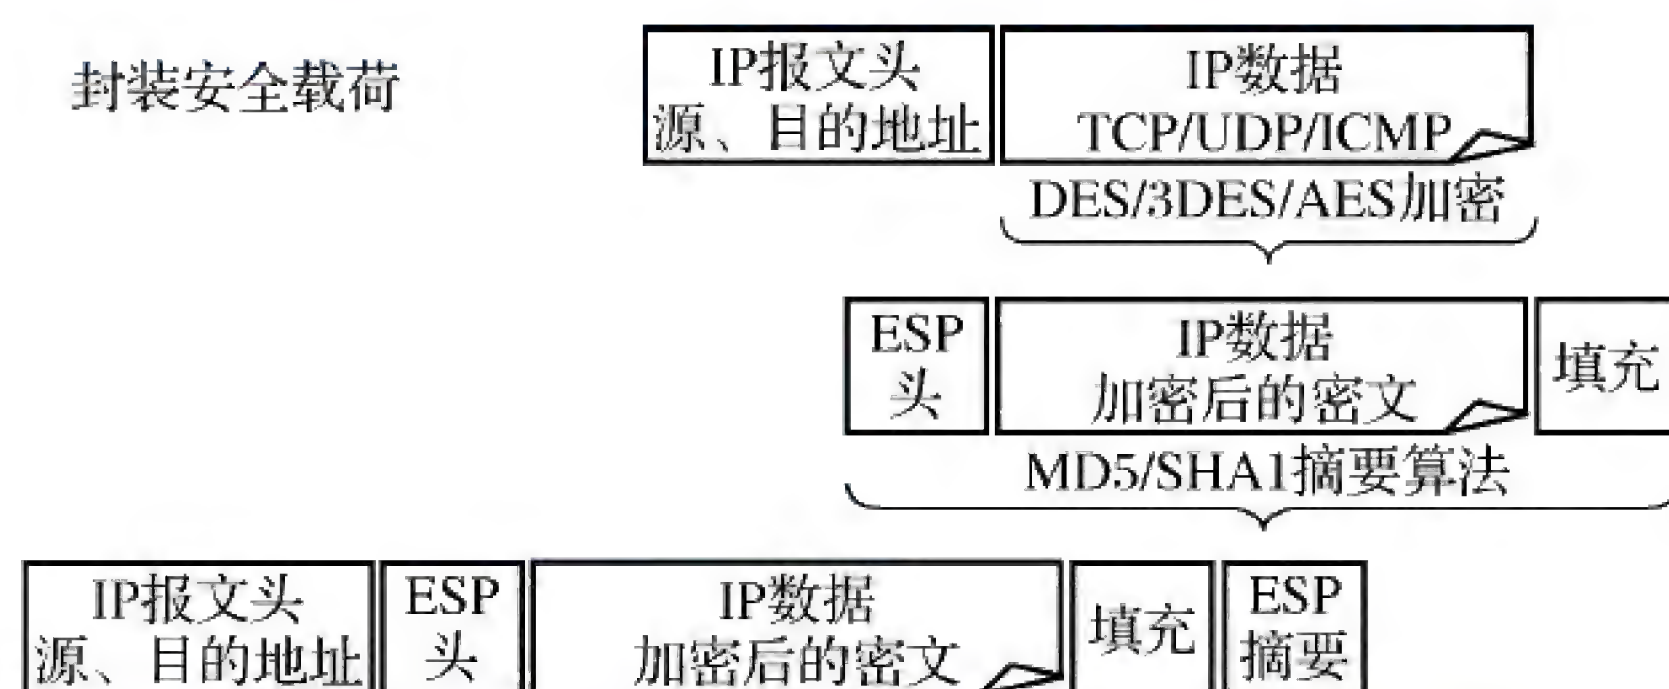 封装安全载荷
IP报文头
源、目的地址
IP数据
TCP/UDP/ICMP
DES/3DES/AES加密
ESP
头
IP数据
加密后的密文
填充
MD5/SHA1摘要算法
IP报文头
源、目的地址
ESP
头
IP数据
加密后的密文
填充
ESP
摘要